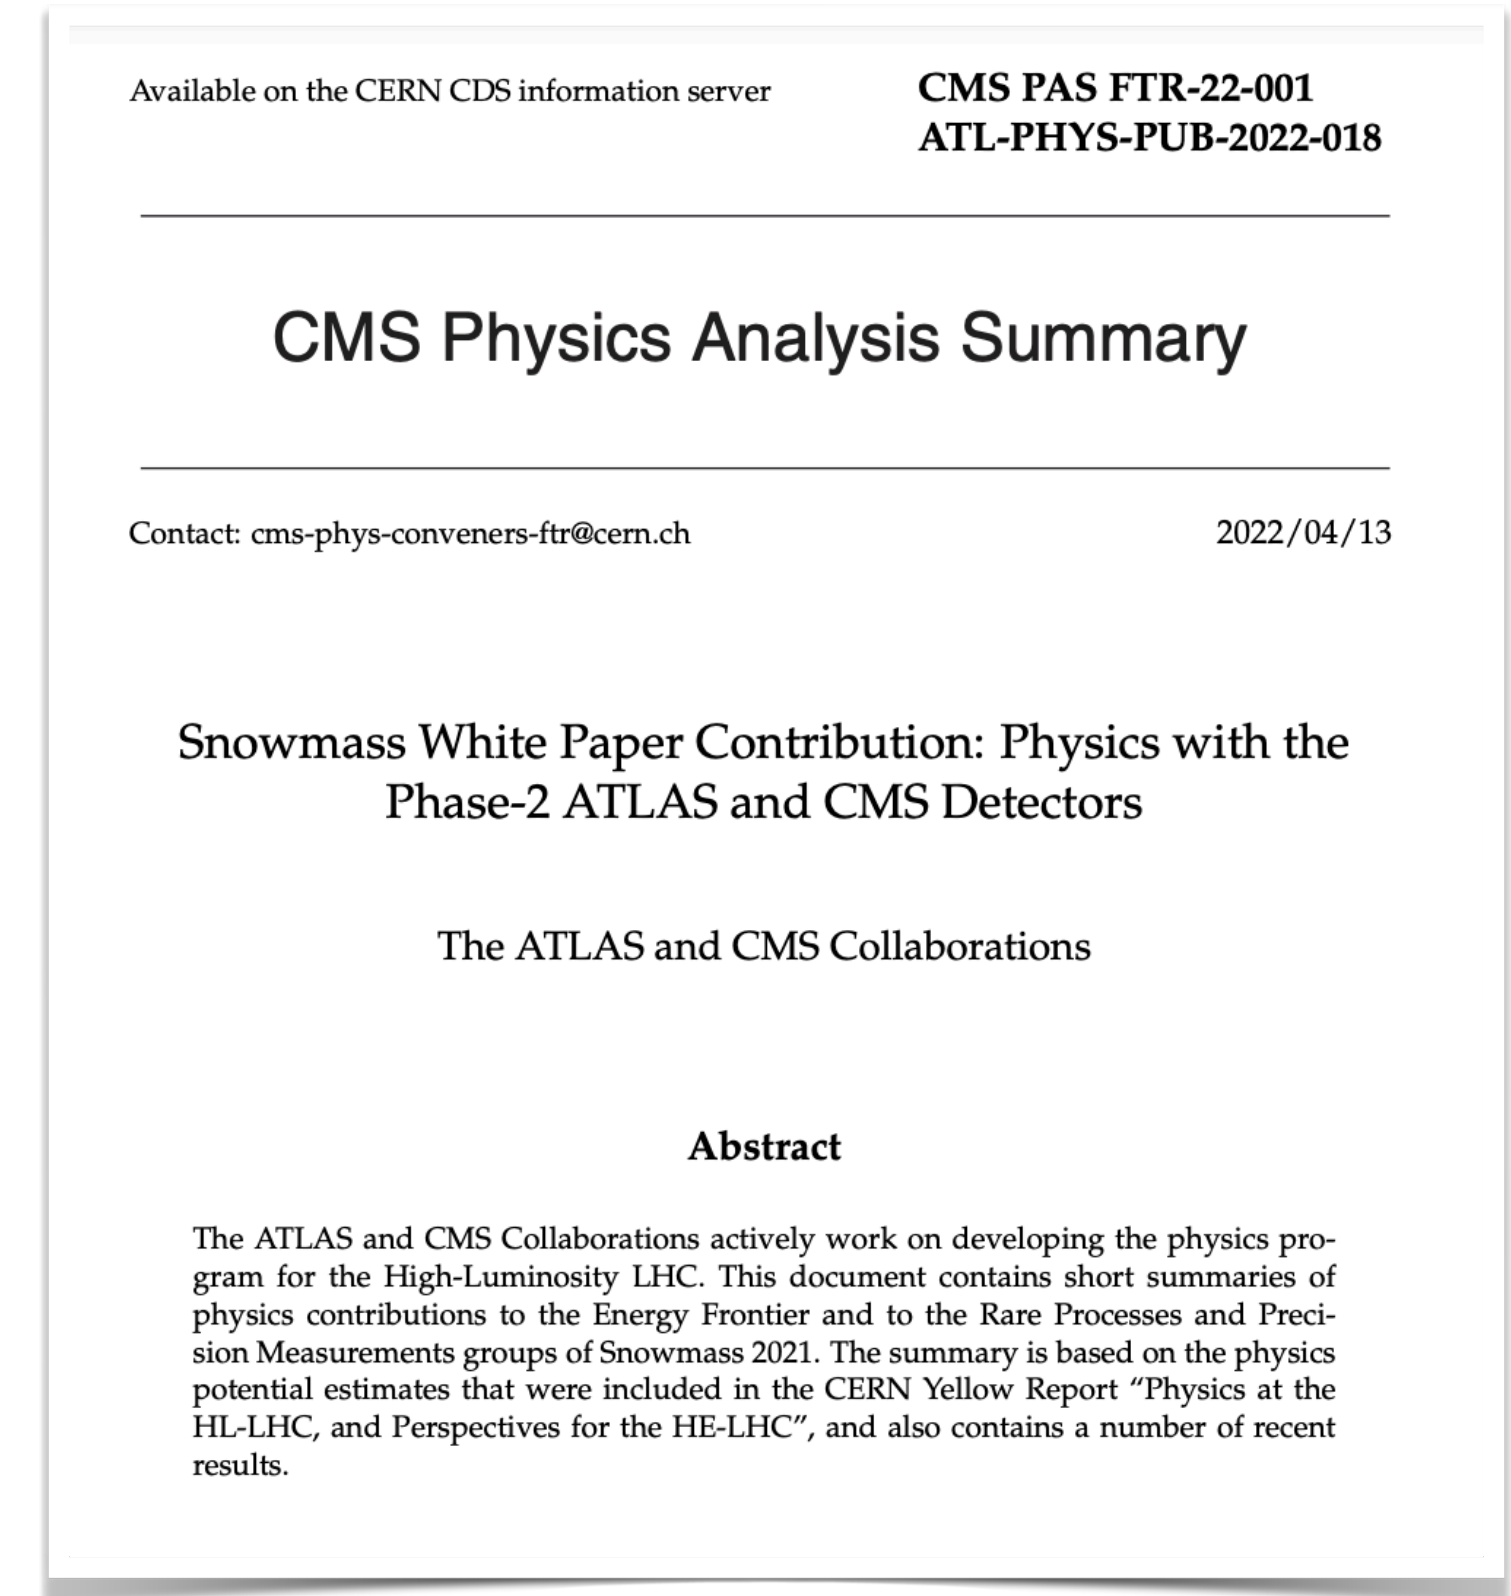 Available on the CERN CDS information server
CMS PAS FTR-22-001
ATL-PHYS-PUB-2022-018
CMS Physics Analysis Summary
Contact: cms-phys-conveners-ftr@cern.ch
2022/04/13
Snowmass White Paper Contribution: Physics with the
Phase-2 ATLAS and CMS Detectors
The ATLAS and CMS Collaborations
Abstract
The ATLAS and CMS Collaborations actively work on developing the physics pro-
gram for the High-Luminosity LHC. This document contains short summaries of
physics contributions to the Energy Frontier and to the Rare Processes and Preci-
sion Measurements groups of Snowmass 2021. The summary is based on the physics
potential estimates that were included in the CERN Yellow Report “Physics at the
HL-LHC, and Perspectives for the HE-LHC”, and also contains a number of recent
results.